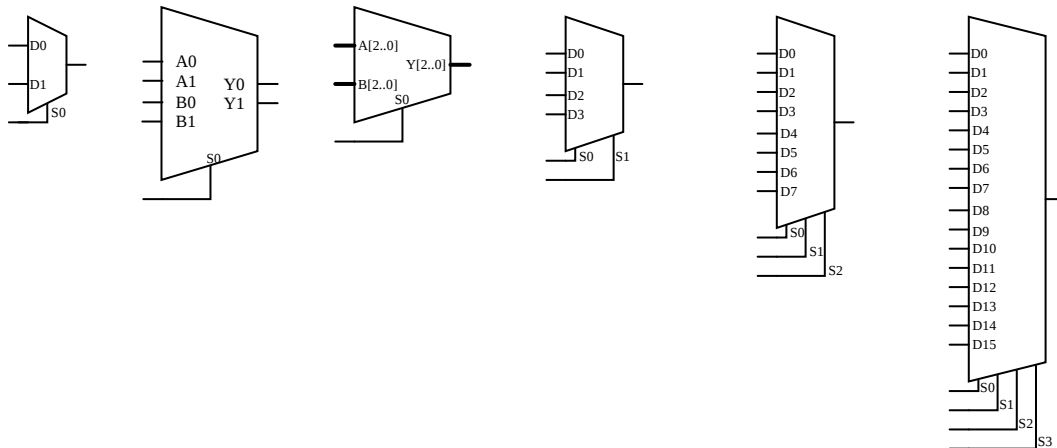 D0
D1
S0
A0
A1
B0
B1
Y0
Y1
S0
A[2..0]
B[2..0]
Y[2..0]
S0
D0
D1
D2
D3
S0
S1
D0
D1
D2
D3
D4
D5
D6
D7
S0
S1
S2
D0
D1
D2
D3
D4
D5
D6
D7
D8
D9
D10
D11
D12
D13
D14
D15
S0
S1
S2
S3